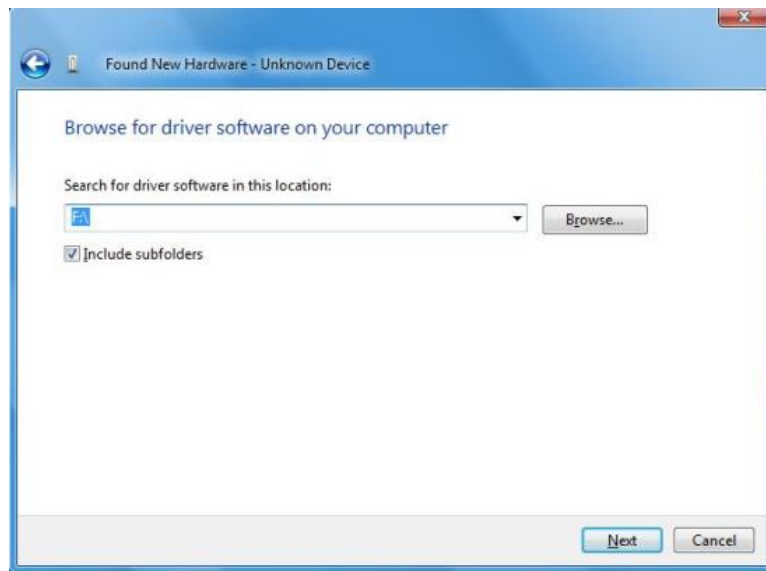 Found New Hardware - Unknown Device
Browse for driver software on your computer
Search for driver software in this location:
F:\
Browse...
Include subfolders
Next
Cancel